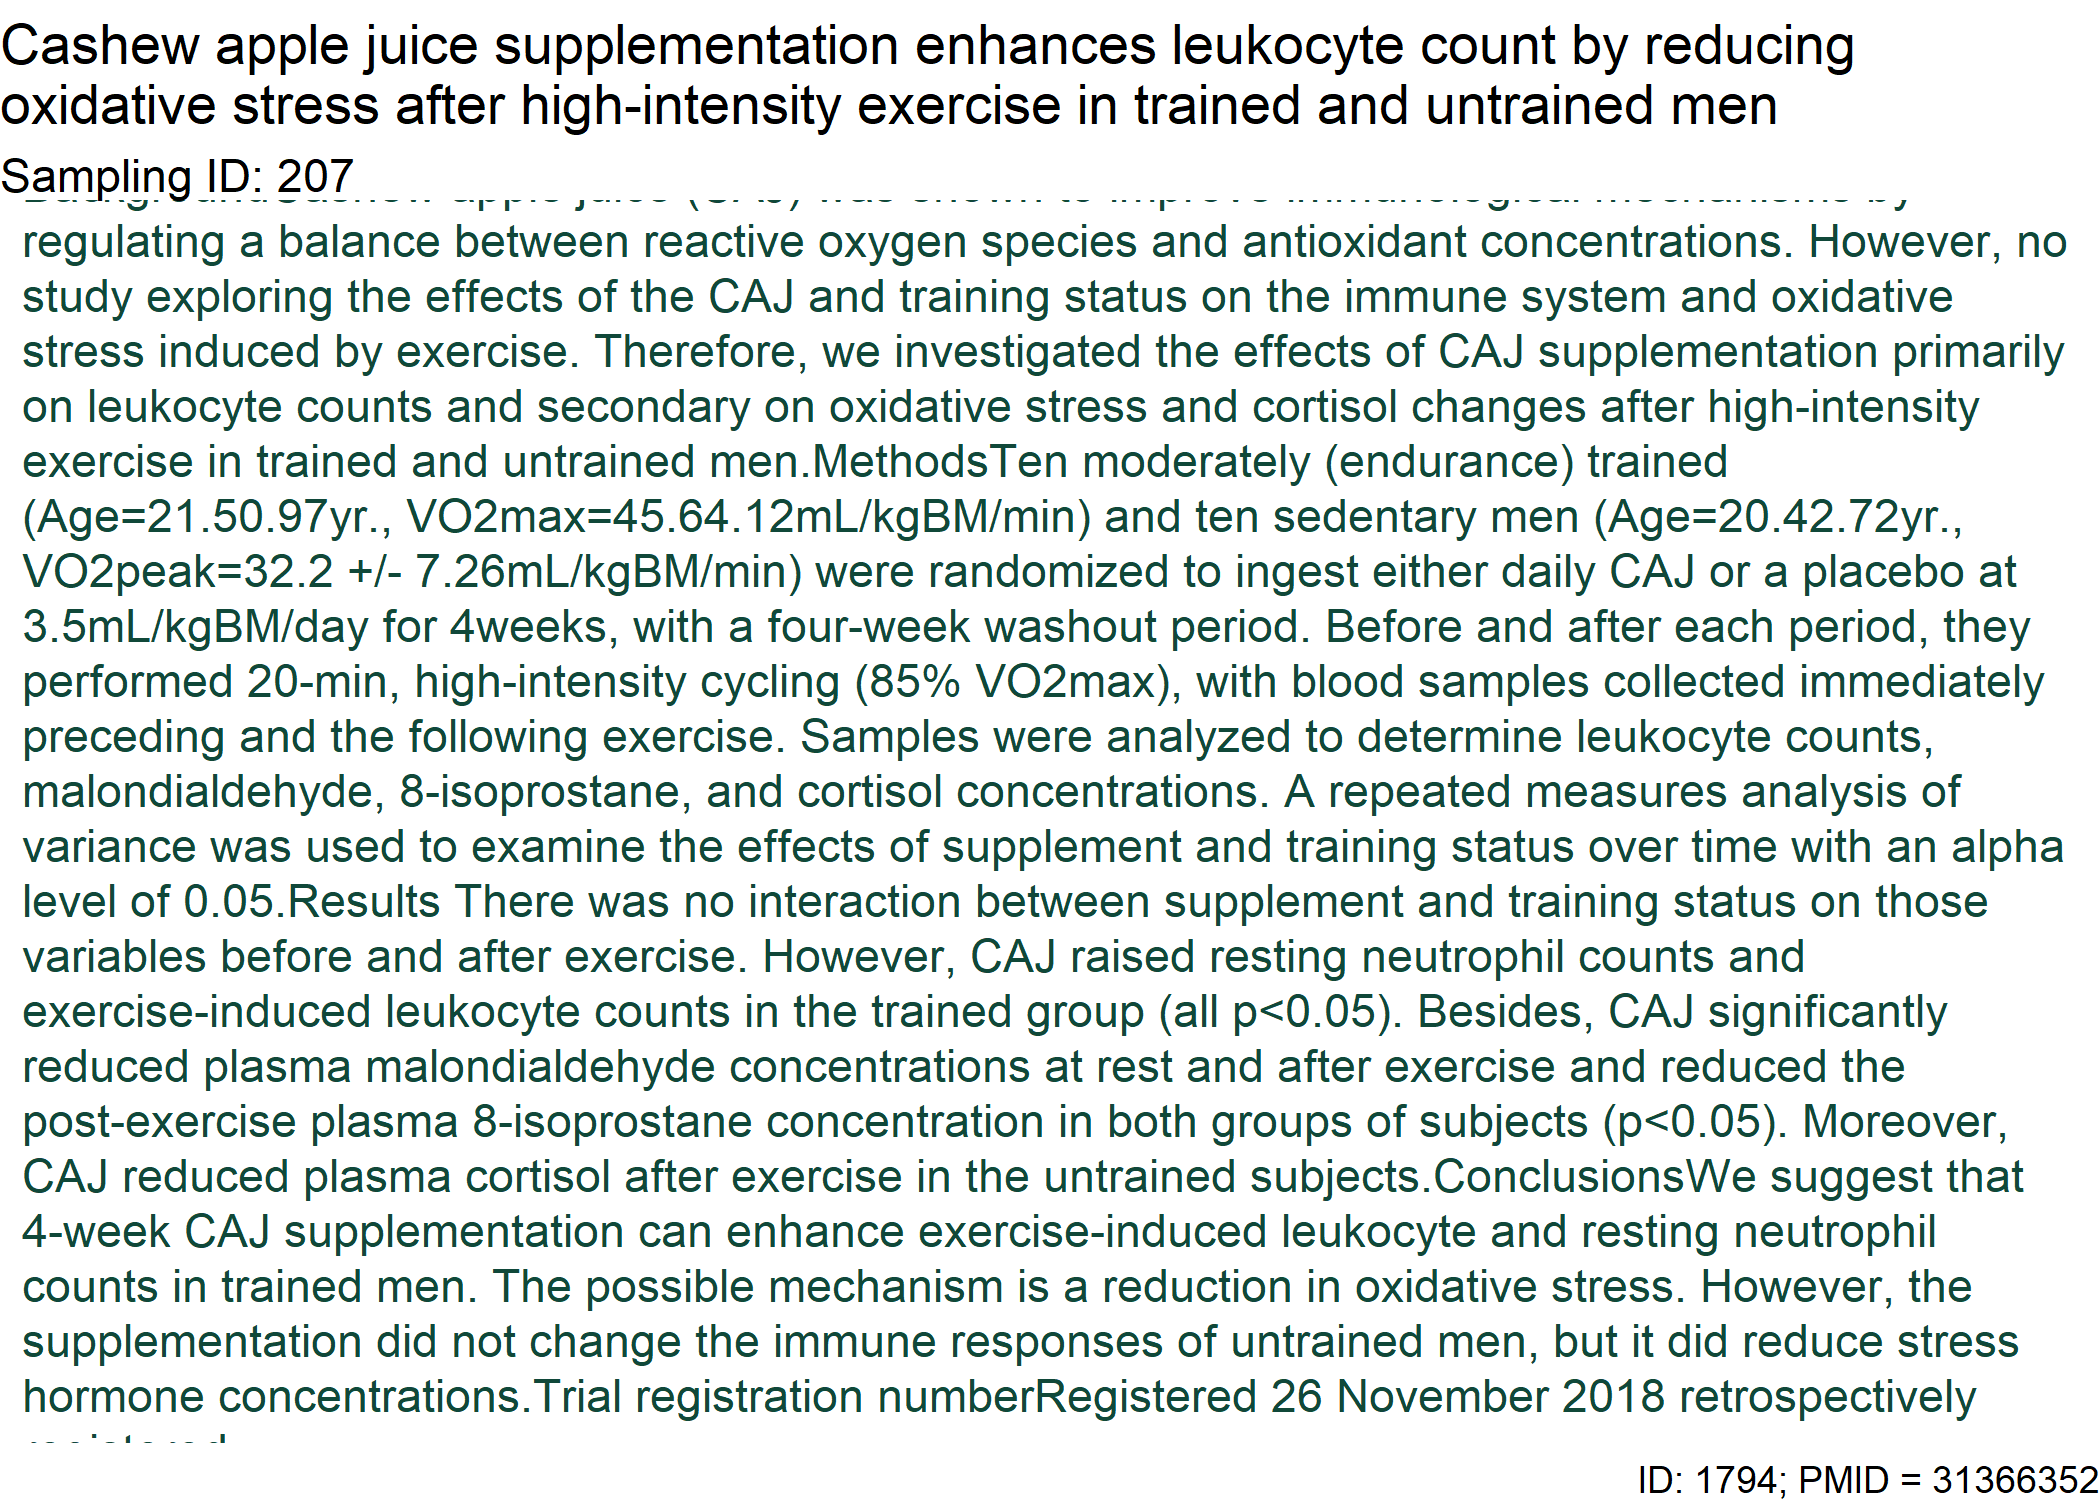 Cashew apple juice supplementation enhances leukocyte count by reducing
oxidative stress after high-intensity exercise in trained and untrained men
Sampling ID: 207
BackgroundCashew apple juice (CAJ) was shown to improve immunological mechanisms by
regulating a balance between reactive oxygen species and antioxidant concentrations. However, no
study exploring the effects of the CAJ and training status on the immune system and oxidative
stress induced by exercise. Therefore, we investigated the effects of CAJ supplementation primarily
on leukocyte counts and secondary on oxidative stress and cortisol changes after high-intensity
exercise in trained and untrained men.MethodsTen moderately (endurance) trained
(Age=21.50.97yr., VO2max=45.64.12mL/kgBM/min) and ten sedentary men (Age=20.42.72yr.,
VO2peak=32.2 +/- 7.26mL/kgBM/min) were randomized to ingest either daily CAJ or a placebo at
3.5mL/kgBM/day for 4weeks, with a four-week washout period. Before and after each period, they
performed 20-min, high-intensity cycling (85% VO2max), with blood samples collected immediately
preceding and the following exercise. Samples were analyzed to determine leukocyte counts,
malondialdehyde, 8-isoprostane, and cortisol concentrations. A repeated measures analysis of
variance was used to examine the effects of supplement and training status over time with an alpha
level of 0.05.Results There was no interaction between supplement and training status on those
variables before and after exercise. However, CAJ raised resting neutrophil counts and
exercise-induced leukocyte counts in the trained group (all p<0.05). Besides, CAJ significantly
reduced plasma malondialdehyde concentrations at rest and after exercise and reduced the
post-exercise plasma 8-isoprostane concentration in both groups of subjects (p<0.05). Moreover,
CAJ reduced plasma cortisol after exercise in the untrained subjects.ConclusionsWe suggest that
4-week CAJ supplementation can enhance exercise-induced leukocyte and resting neutrophil
counts in trained men. The possible mechanism is a reduction in oxidative stress. However, the
supplementation did not change the immune responses of untrained men, but it did reduce stress
hormone concentrations.Trial registration numberRegistered 26 November 2018 retrospectively
registered.
ID: 1794; PMID = 31366352